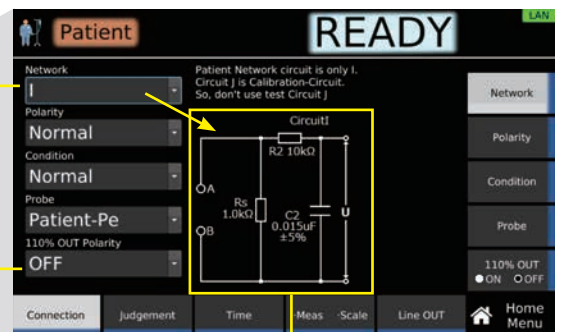 LAN
Patient
READY
Network
I
Patient Network circuit is only I.
Circuit J is Calibration-Circuit.
So, don't use test Circuit J
Polarity
Normal
Condition
Normal
Probe
Patient-Pe
110% OUT Polarity
OFF
CircuitI
R2 10kΩ
A
Rs
1.0kΩ
C2
0.015uF
±5%
U
B
Network
Polarity
Condition
Probe
110% OUT
ON OOFF
Connection
Judgement
Time
-Meas -Scale
Line OUT
Home
Menu